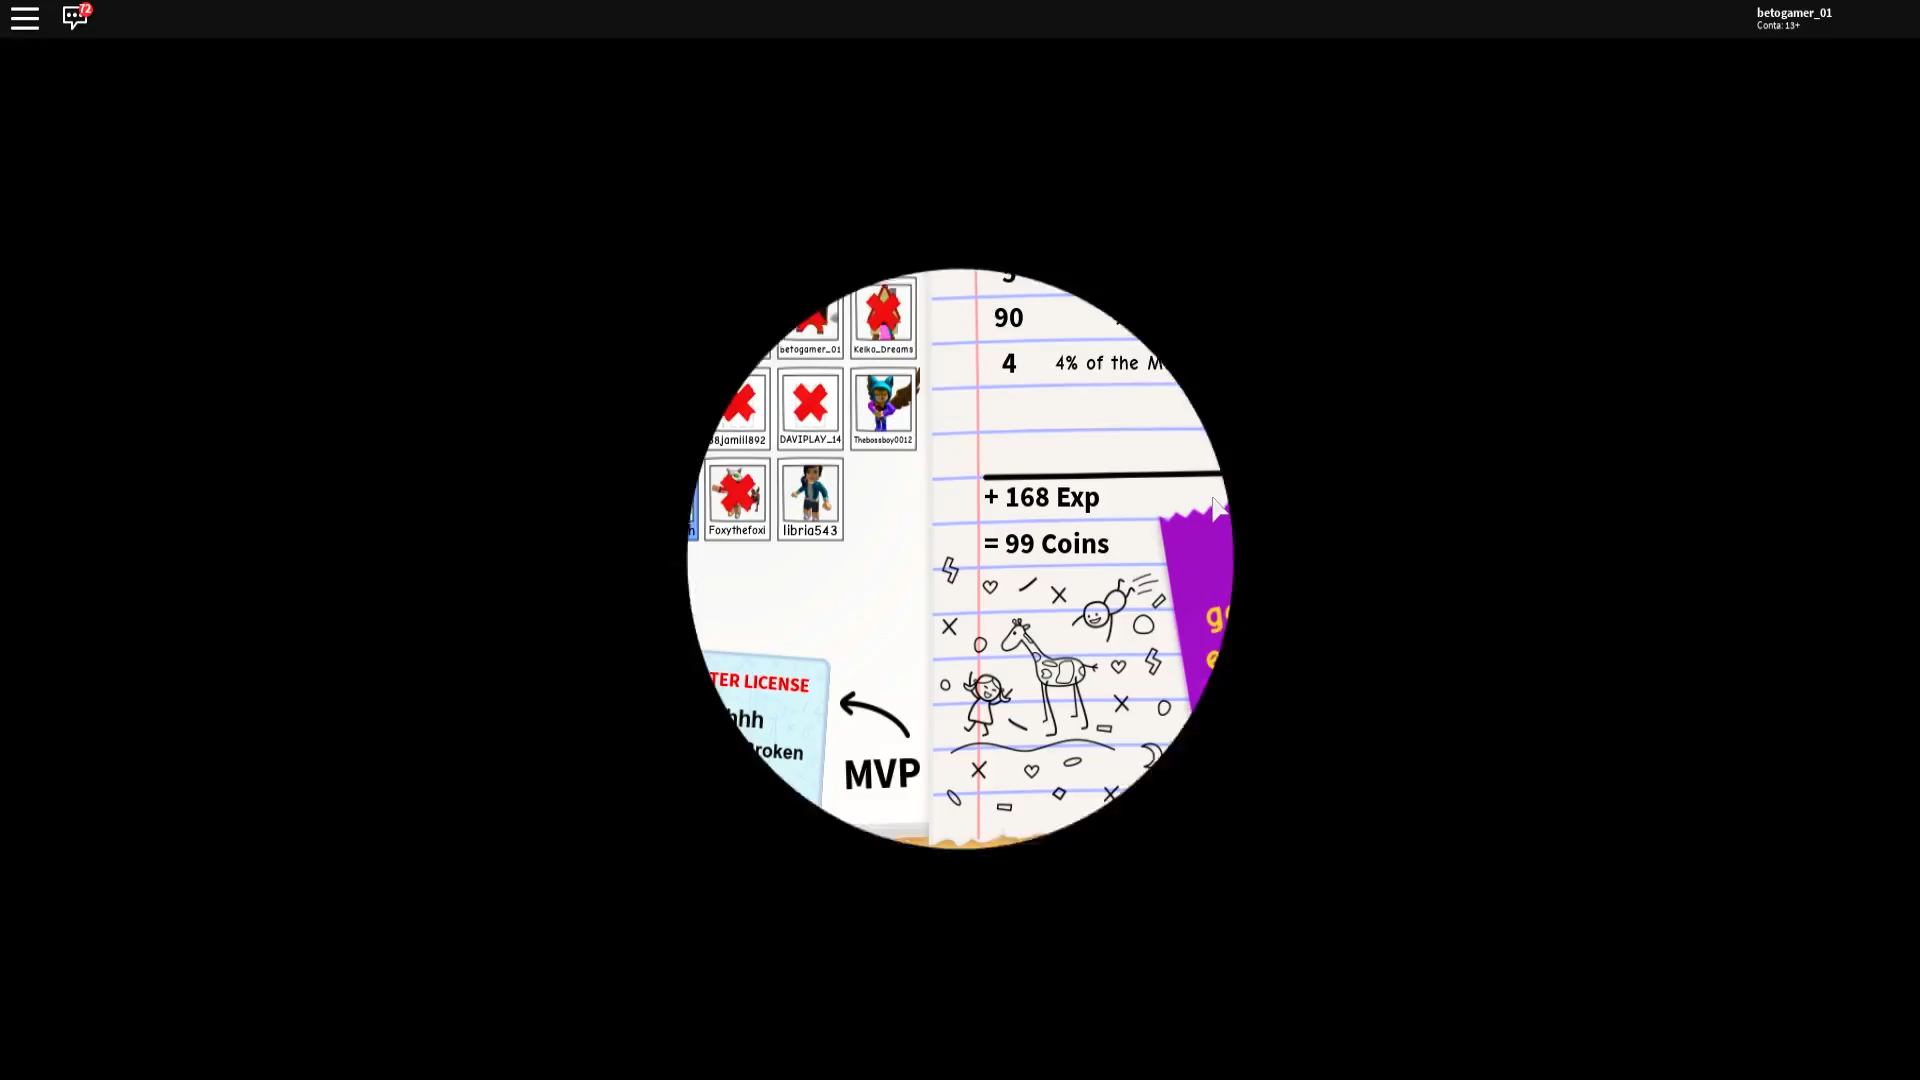 72
betogamer_01
Conta: 13+
betogamer_01
Keiko_Dreams
8jamiil892
DAVIPLAY_14
Thebossboy0012
h
Foxythefoxi
libria543
TER LICENSE
hhh
roken
MVP
90
4
4% of the M
+ 168 Exp
= 99 Coins
g
e